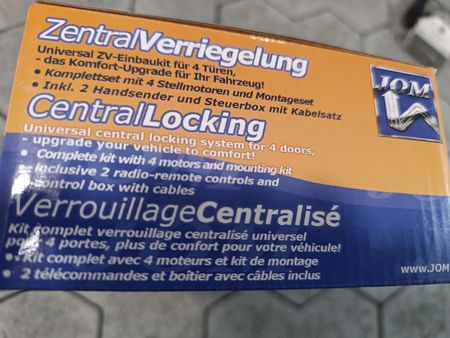 ZentralVerriegelung
Universal ZV-Einbaukit für 4 Türen,
- das Komfort-Upgrade für Ihr Fahrzeug!
• Komplettset mit 4 Stellmotoren und Montageset
• Inkl. 2 Handsender und Steuerbox mit Kabelsatz
JOM
CentralLocking
Universal central locking system for 4 doors,
- upgrade your vehicle to comfort!
• Complete kit with 4 motors and mounting kit
• Inclusive 2 radio-remote controls and
control box with cables
VerrouillageCentralisé
Kit complet verrouillage centralisé universel
pour 4 portes, plus de confort pour votre véhicule!
• Kit complet avec 4 moteurs et kit de montage
• 2 télécommandes et boîtier avec câbles inclus
www.JOM